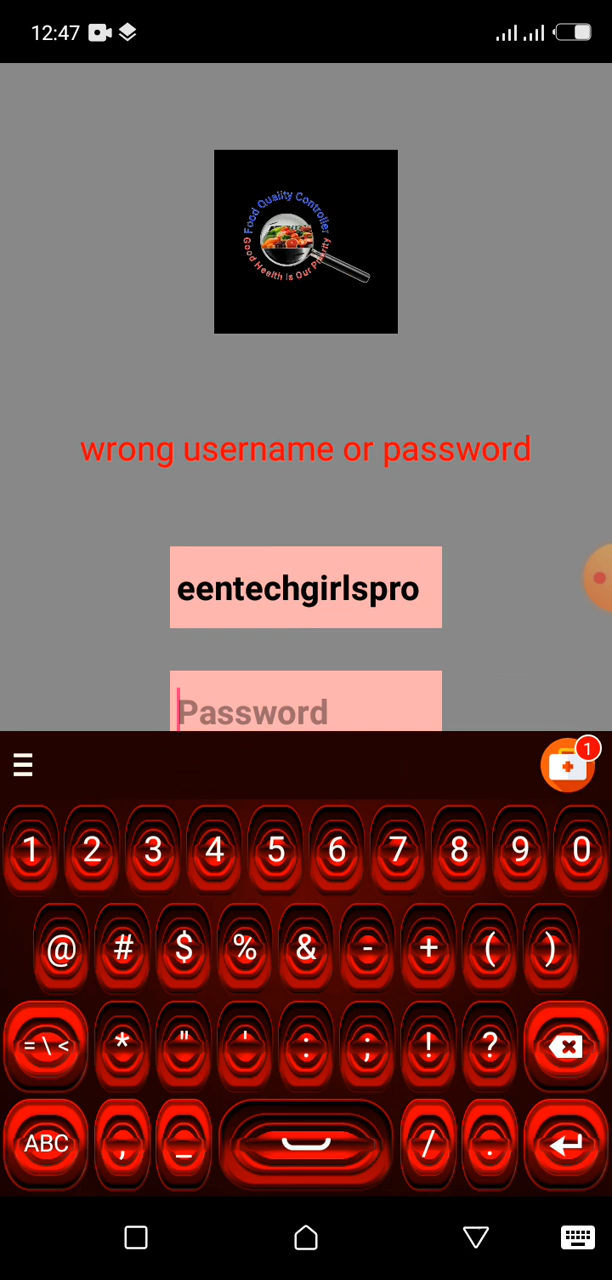 12:47
Food Quality Controller
Good Health Is Our Priority
wrong username or password
eentechgirlspro
Password
1
1 2 3 4 5 6 7 8 9 0
@ # $ % & - + ( )
= \ < * " ' : ; ! ?
ABC , _ / .